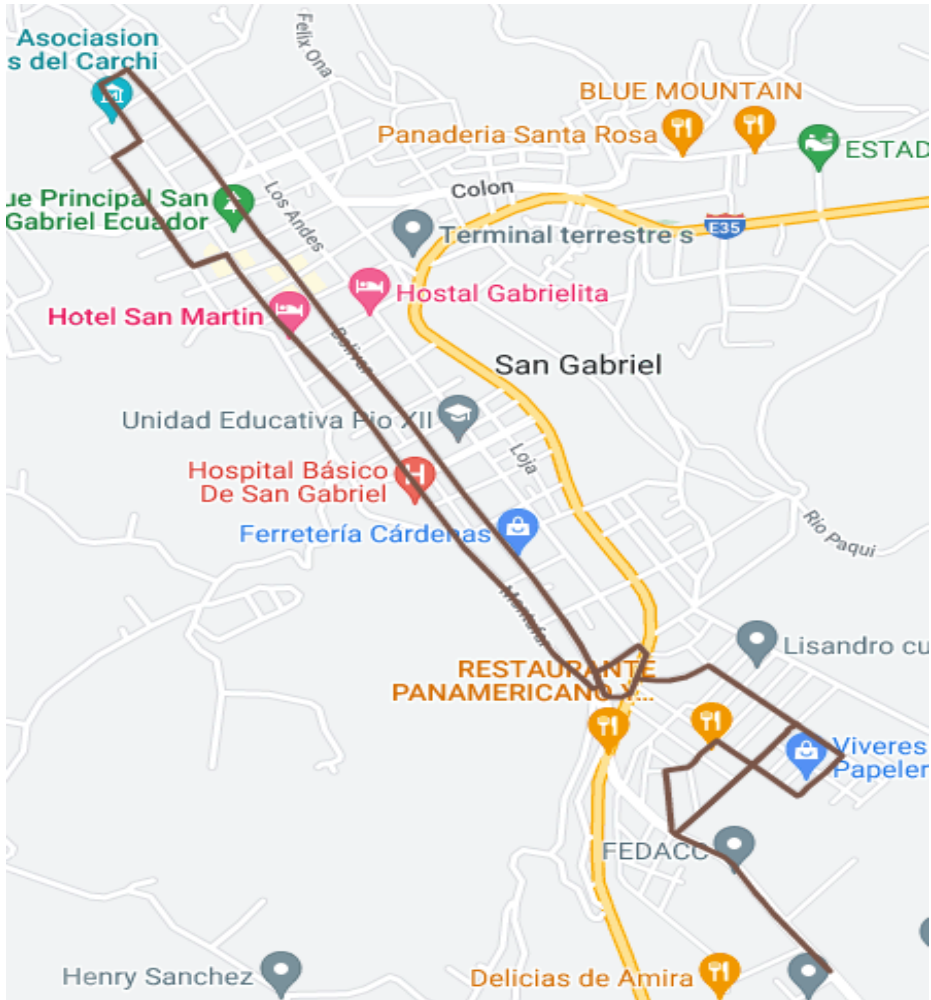 Asociasion
s del Carchi
Felix Ona
BLUE MOUNTAIN
Panaderia Santa Rosa
ESTAD
Colon
Los Andes
ue Principal San
Gabriel Ecuador
E35
Terminal terrestre s
Hostal Gabrielita
Hotel San Martin
Bolivar
San Gabriel
Unidad Educativa Pio XII
Loja
Hospital Básico
De San Gabriel
H
Rio Paqui
Ferretería Cárdenas
Montufar
Lisandro cu
RESTAURANTE
PANAMERICANO Y...
Viveres
Papeler
FEDACC
Henry Sanchez
Delicias de Amira